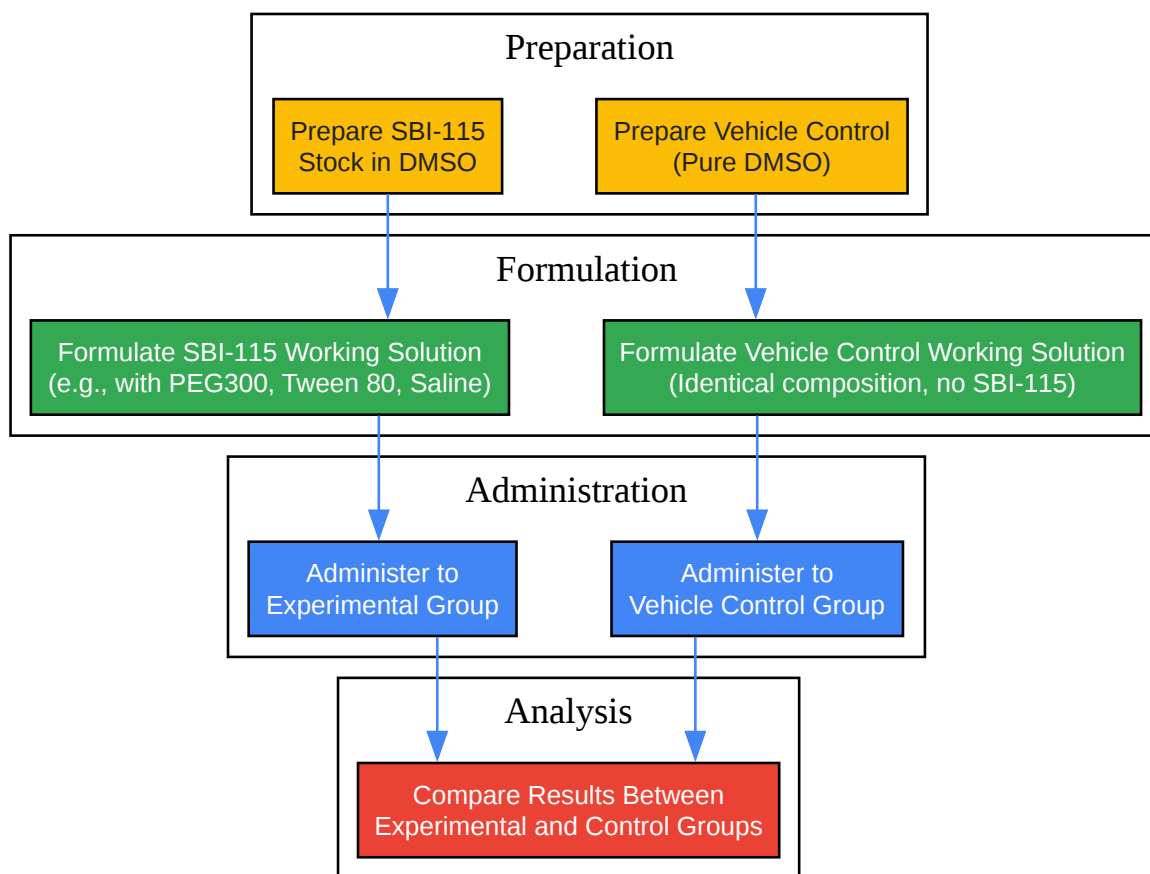 Preparation
Prepare SBI-115
Stock in DMSO
Prepare Vehicle Control
(Pure DMSO)
Formulation
Formulate SBI-115 Working Solution
(e.g., with PEG300, Tween 80, Saline)
Formulate Vehicle Control Working Solution
(Identical composition, no SBI-115)
Administration
Administer to
Experimental Group
Administer to
Vehicle Control Group
Analysis
Compare Results Between
Experimental and Control Groups